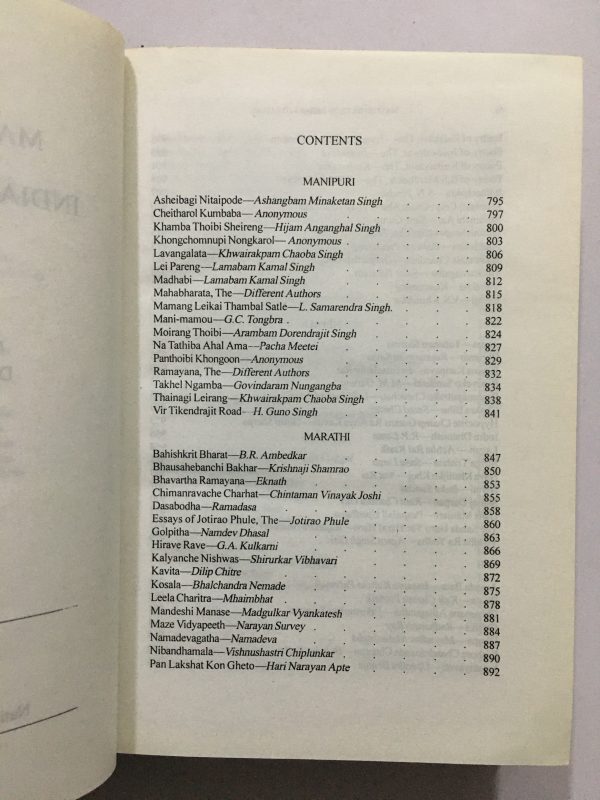 MA
INDIA
CONTENTS
MANIPURI
Asheibagi Nitaipode—Ashangbam Minaketan Singh . . . 795
Cheitharol Kumbaba—Anonymous . . . . 797
Khamba Thoibi Sheireng—Hijam Anganghal Singh . . . 800
Khongchomnupi Nongkarol—Anonymous . . . . 803
Lavangalata—Khwairakpam Chaoba Singh . . . . 806
Lei Pareng—Lamabam Kamal Singh . . . . 809
Madhabi—Lamabam Kamal Singh . . . . 812
Mahabharata, The—Different Authors . . . . 815
Mamang Leikai Thambal Satle—L. Samarendra Singh. . . . 818
Mani-mamou—G.C. Tongbra . . . . . 822
Moirang Thoibi—Arambam Dorendrajit Singh . . . . 824
Na Tathiba Ahal Ama—Pacha Meetei . . . . 827
Panthoibi Khongoon—Anonymous . . . . 829
Ramayana, The—Different Authors . . . . 832
Takhel Ngamba—Govindaram Nungangba . . . . 834
Thainagi Leirang—Khwairakpam Chaoba Singh . . . 838
Vir Tikendrajit Road—H. Guno Singh . . . . 841
MARATHI
Bahishkrit Bharat—B.R. Ambedkar . . . . 847
Bhausahebanchi Bakhar—Krishnaji Shamrao . . . . 850
Bhavartha Ramayana—Eknath . . . . 853
Chimanravache Charhat—Chintaman Vinayak Joshi . . . 855
Dasabodha—Ramadasa . . . . . 858
Essays of Jotirao Phule, The—Jotirao Phule . . . . 860
Golpitha—Namdev Dhasal . . . . . 863
Hirave Rave—G.A. Kulkarni . . . . . 866
Kalyanche Nishwas—Shirurkar Vibhavari . . . . 869
Kavita—Dilip Chitre . . . . . 872
Kosala—Bhalchandra Nemade . . . . . 875
Leela Charitra—Mhaimbhat . . . . . 878
Mandeshi Manase—Madgulkar Vyankatesh . . . . 881
Maze Vidyapeeth—Narayan Survey . . . . . 884
Namadevagatha—Namadeva . . . . . 887
Nibandhamala—Vishnushastri Chiplunkar . . . . 890
Pan Lakshat Kon Gheto—Hari Narayan Apte . . . . 892